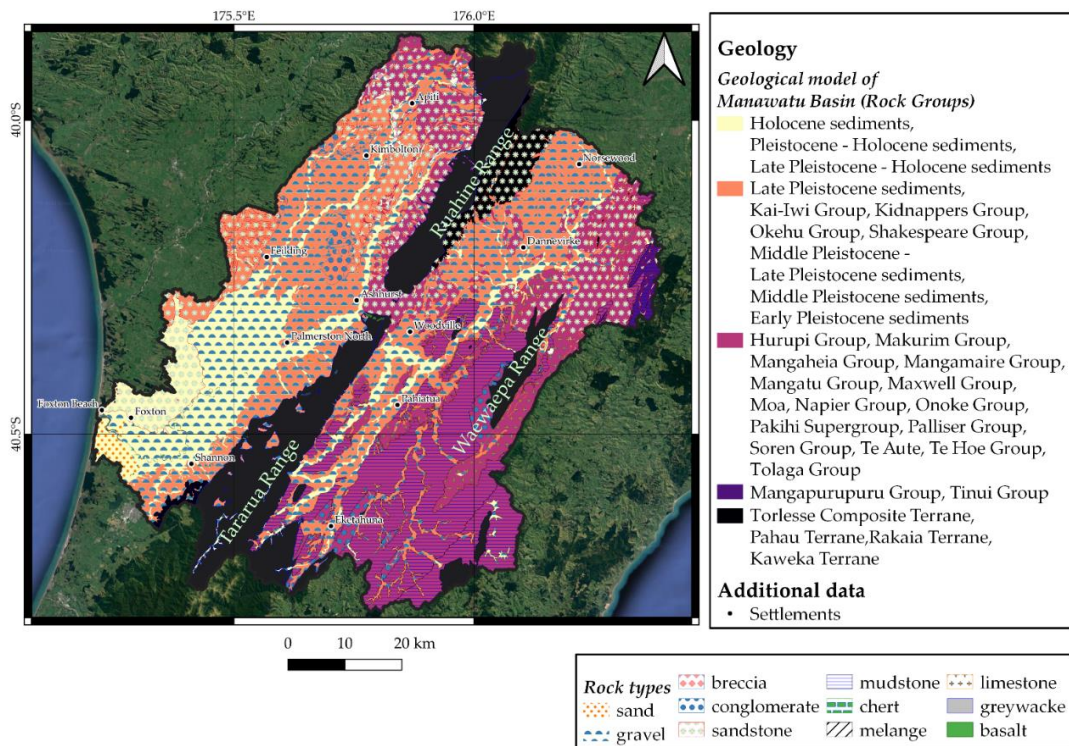 175.5°E 176.0°E
40.0°S
40.5°S
Apiti
Kimbolton
Norsewood
Ruahine Range
Dannevirke
Feilding
Ashhurst
Woodville
Palmerston North
Waewaepa Range
Pahiatua
Foxton Beach
Foxton
Shannon
Tararua Range
Eketahuna
0 10 20 km
Geology
Geological model of
Manawatu Basin (Rock Groups)
Holocene sediments,
Pleistocene - Holocene sediments,
Late Pleistocene - Holocene sediments
Late Pleistocene sediments,
Kai-Iwi Group, Kidnappers Group,
Okehu Group, Shakespeare Group,
Middle Pleistocene -
Late Pleistocene sediments,
Middle Pleistocene sediments,
Early Pleistocene sediments
Hurupi Group, Makurim Group,
Mangaheia Group, Mangamaire Group,
Mangatu Group, Maxwell Group,
Moa, Napier Group, Onoke Group,
Pakihi Supergroup, Palliser Group,
Soren Group, Te Aute, Te Hoe Group,
Tolaga Group
Mangapurupuru Group, Tinui Group
Torlesse Composite Terrane,
Pahau Terrane,Rakaia Terrane,
Kaweka Terrane
Additional data
Settlements
Rock types
sand
gravel
breccia
conglomerate
sandstone
mudstone
chert
melange
limestone
greywacke
basalt